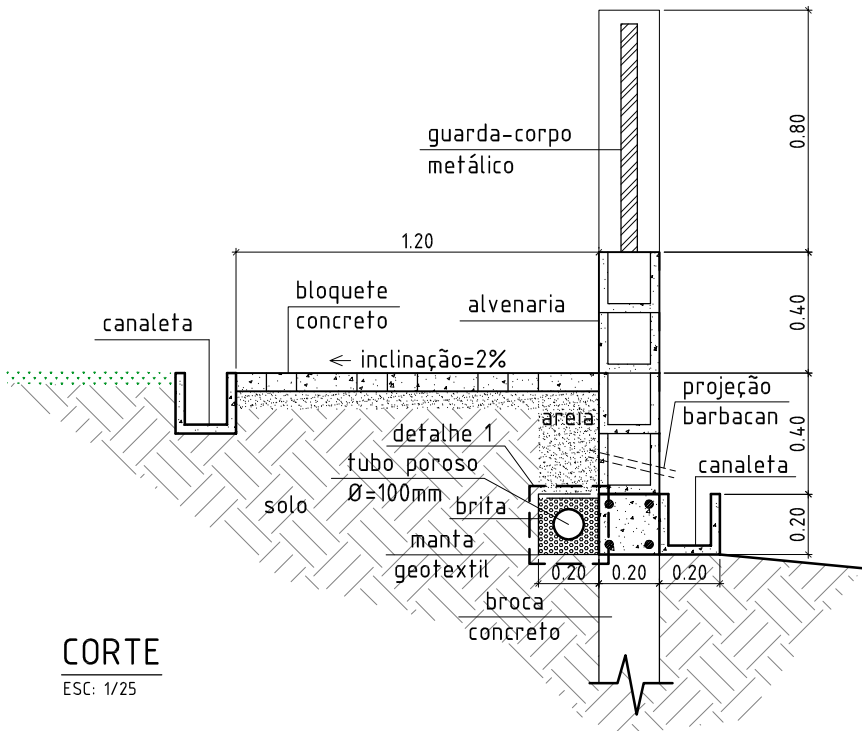 0.80
guarda-corpo
metálico
1.20
bloquete
concreto
alvenaria
canaleta
0.40
← inclinação=2%
projeção
barbacan
areia
0.40
detalhe 1
tubo poroso
Ø=100mm
canaleta
solo
brita
0.20
manta
geotextil
0.20
0.20
0.20
broca
concreto
CORTE
ESC: 1/25